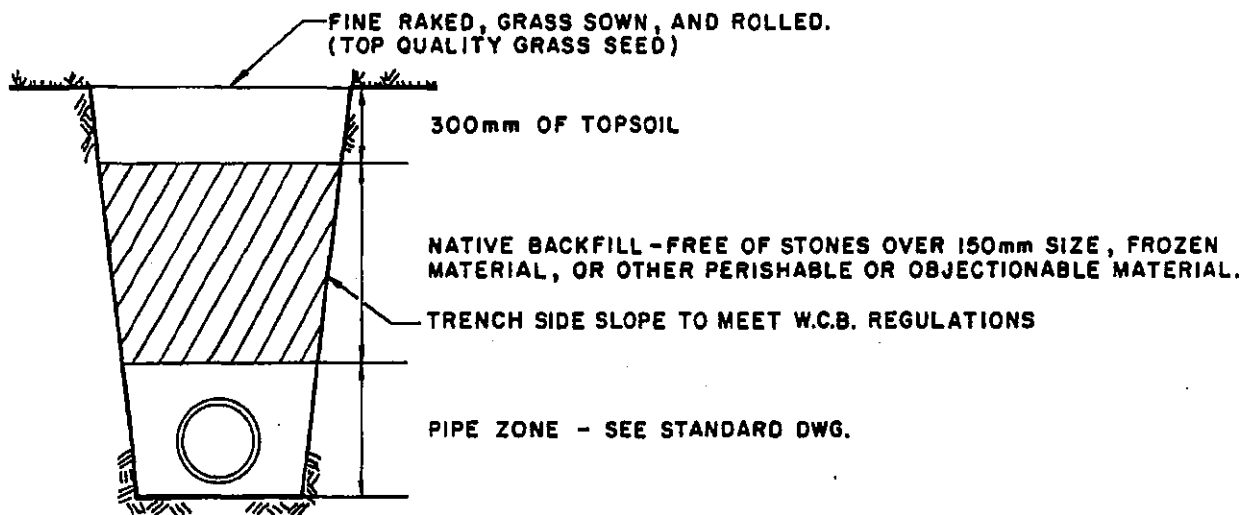 FINE RAKED, GRASS SOWN, AND ROLLED.
(TOP QUALITY GRASS SEED)
300mm OF TOPSOIL
NATIVE BACKFILL - FREE OF STONES OVER 150mm SIZE, FROZEN
MATERIAL, OR OTHER PERISHABLE OR OBJECTIONABLE MATERIAL.
TRENCH SIDE SLOPE TO MEET W.C.B. REGULATIONS
PIPE ZONE - SEE STANDARD DWG.